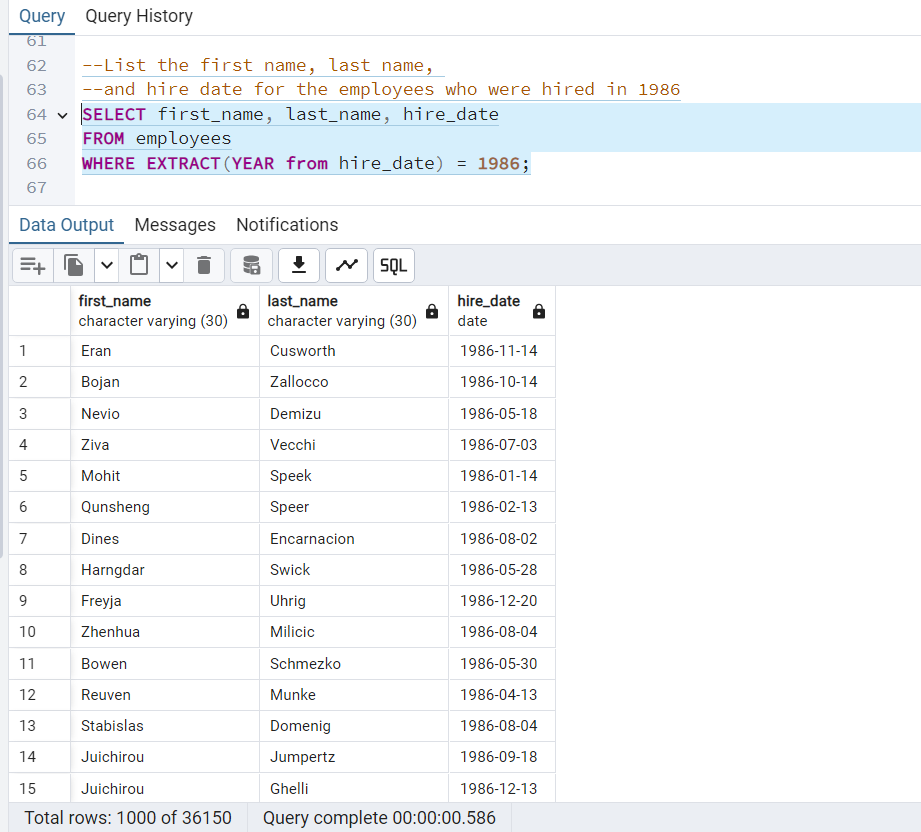 Query Query History
61
62 --List the first name, last name,
63 --and hire date for the employees who were hired in 1986
64 SELECT first_name, last_name, hire_date
65 FROM employees
66 WHERE EXTRACT(YEAR from hire_date) = 1986;
67
Data Output Messages Notifications
SQL
first_name last_name hire_date
character varying (30) character varying (30) date
1 Eran Cusworth 1986-11-14
2 Bojan Zallocco 1986-10-14
3 Nevio Demizu 1986-05-18
4 Ziva Vecchi 1986-07-03
5 Mohit Speek 1986-01-14
6 Qunsheng Speer 1986-02-13
7 Dines Encarnacion 1986-08-02
8 Harngdar Swick 1986-05-28
9 Freyja Uhrig 1986-12-20
10 Zhenhua Milicic 1986-08-04
11 Bowen Schmezko 1986-05-30
12 Reuven Munke 1986-04-13
13 Stabislas Domenig 1986-08-04
14 Juichirou Jumpertz 1986-09-18
15 Juichirou Ghelli 1986-12-13
Total rows: 1000 of 36150 Query complete 00:00:00.586